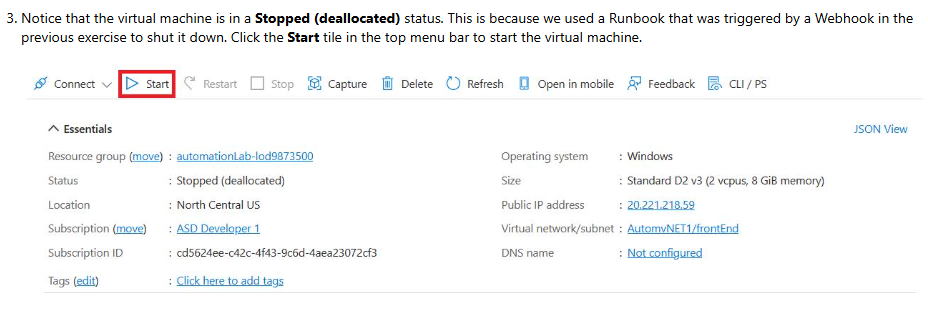 3. Notice that the virtual machine is in a Stopped (deallocated) status. This is because we used a Runbook that was triggered by a Webhook in the
previous exercise to shut it down. Click the Start tile in the top menu bar to start the virtual machine.
Connect Start Restart Stop Capture Delete Refresh Open in mobile Feedback CLI / PS
Essentials JSON View
Resource group (move) : automationLab-lod9873500 Operating system : Windows
Status : Stopped (deallocated) Size : Standard D2 v3 (2 vcpus, 8 GiB memory)
Location : North Central US Public IP address : 20.221.218.59
Subscription (move) : ASD Developer 1 Virtual network/subnet : AutomvNET1/frontEnd
Subscription ID : cd5624ee-c42c-4f43-9c6d-4aea23072cf3 DNS name : Not configured
Tags (edit) : Click here to add tags